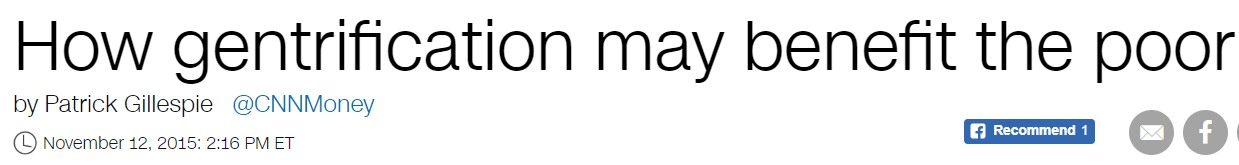 How gentrification may benefit the poor
by Patrick Gillespie @CNNMoney
November 12, 2015: 2:16 PM ET
Recommend 1